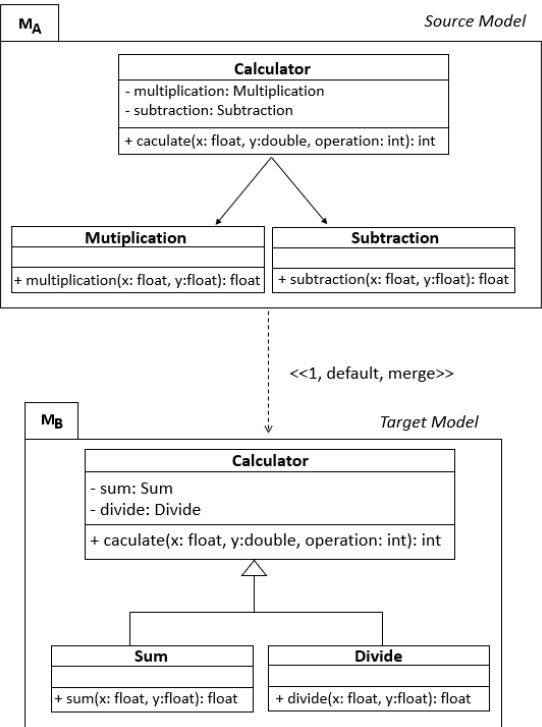 M_A
Source Model
Calculator
- multiplication: Multiplication
- subtraction: Subtraction
+ caculate(x: float, y:double, operation: int): int
Mutiplication
+ multiplication(x: float, y:float): float
Subtraction
+ subtraction(x: float, y:float): float
<<1, default, merge>>
M_B
Target Model
Calculator
- sum: Sum
- divide: Divide
+ caculate(x: float, y:double, operation: int): int
Sum
+ sum(x: float, y:float): float
Divide
+ divide(x: float, y:float): float